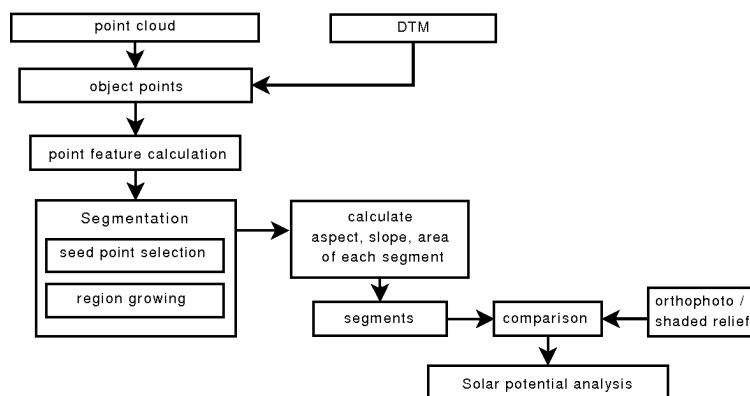 point cloud
DTM
object points
point feature calculation
Segmentation
seed point selection
region growing
calculate
aspect, slope, area
of each segment
segments
comparison
orthophoto /
shaded relief
Solar potential analysis